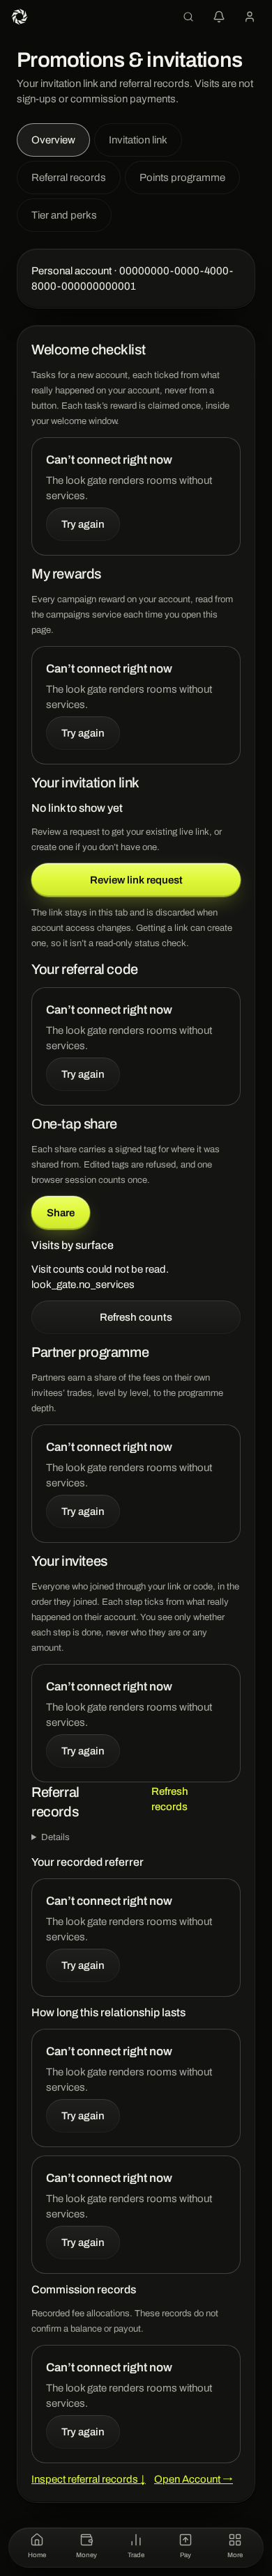 Promotions & invitations
Your invitation link and referral records. Visits are not
sign-ups or commission payments.
Overview
Invitation link
Referral records
Points programme
Tier and perks
Personal account · 00000000-0000-4000-
8000-000000000001
Welcome checklist
Tasks for a new account, each ticked from what
really happened on your account, never from a
button. Each task's reward is claimed once, inside
your welcome window.
Can't connect right now
The look gate renders rooms without
services.
Try again
My rewards
Every campaign reward on your account, read from
the campaigns service each time you open this
page.
Can't connect right now
The look gate renders rooms without
services.
Try again
Your invitation link
No link to show yet
Review a request to get your existing live link, or
create one if you don't have one.
Review link request
The link stays in this tab and is discarded when
account access changes. Getting a link can create
one, so it isn't a read-only status check.
Your referral code
Can't connect right now
The look gate renders rooms without
services.
Try again
One-tap share
Each share carries a signed tag for where it was
shared from. Edited tags are refused, and one
browser session counts once.
Share
Visits by surface
Visit counts could not be read.
look_gate.no_services
Refresh counts
Partner programme
Partners earn a share of the fees on their own
invitees' trades, level by level, to the programme
depth.
Can't connect right now
The look gate renders rooms without
services.
Try again
Your invitees
Everyone who joined through your link or code, in the
order they joined. Each step ticks from what really
happened on their account. You see only whether
each step is done, never who they are or any
amount.
Can't connect right now
The look gate renders rooms without
services.
Try again
Referral
records
Refresh
records
Details
Your recorded referrer
Can't connect right now
The look gate renders rooms without
services.
Try again
How long this relationship lasts
Can't connect right now
The look gate renders rooms without
services.
Try again
Can't connect right now
The look gate renders rooms without
services.
Try again
Commission records
Recorded fee allocations. These records do not
confirm a balance or payout.
Can't connect right now
The look gate renders rooms without
services.
Try again
Inspect referral records ↓
Open Account →
Home
Money
Trade
Pay
More